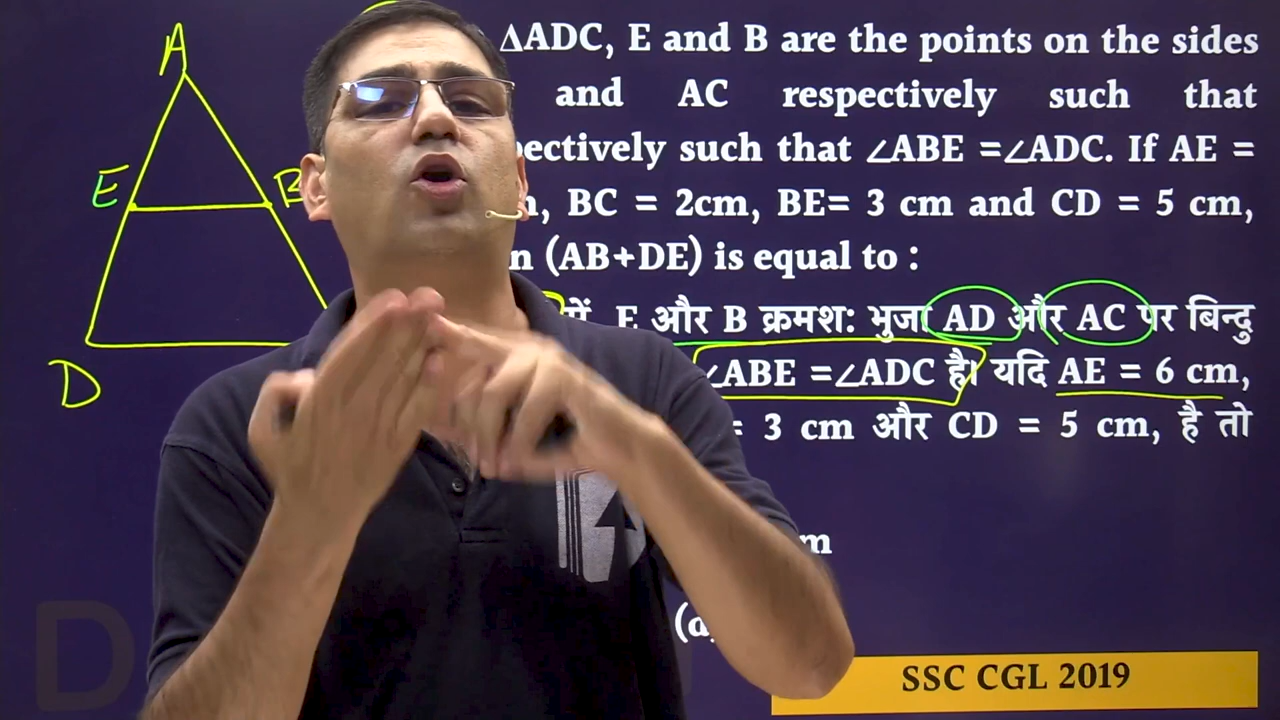 A
E
B
D
ΔADC, E and B are the points on the sides
and AC respectively such that
such that ∠ABE =∠ADC. If AE =
BC = 2cm, BE= 3 cm and CD = 5 cm,
(AB+DE) is equal to :
E और B क्रमश: भुजा AD और AC पर बिन्दु
∠ABE =∠ADC है। यदि AE = 6 cm,
= 3 cm और CD = 5 cm, है तो
SSC CGL 2019